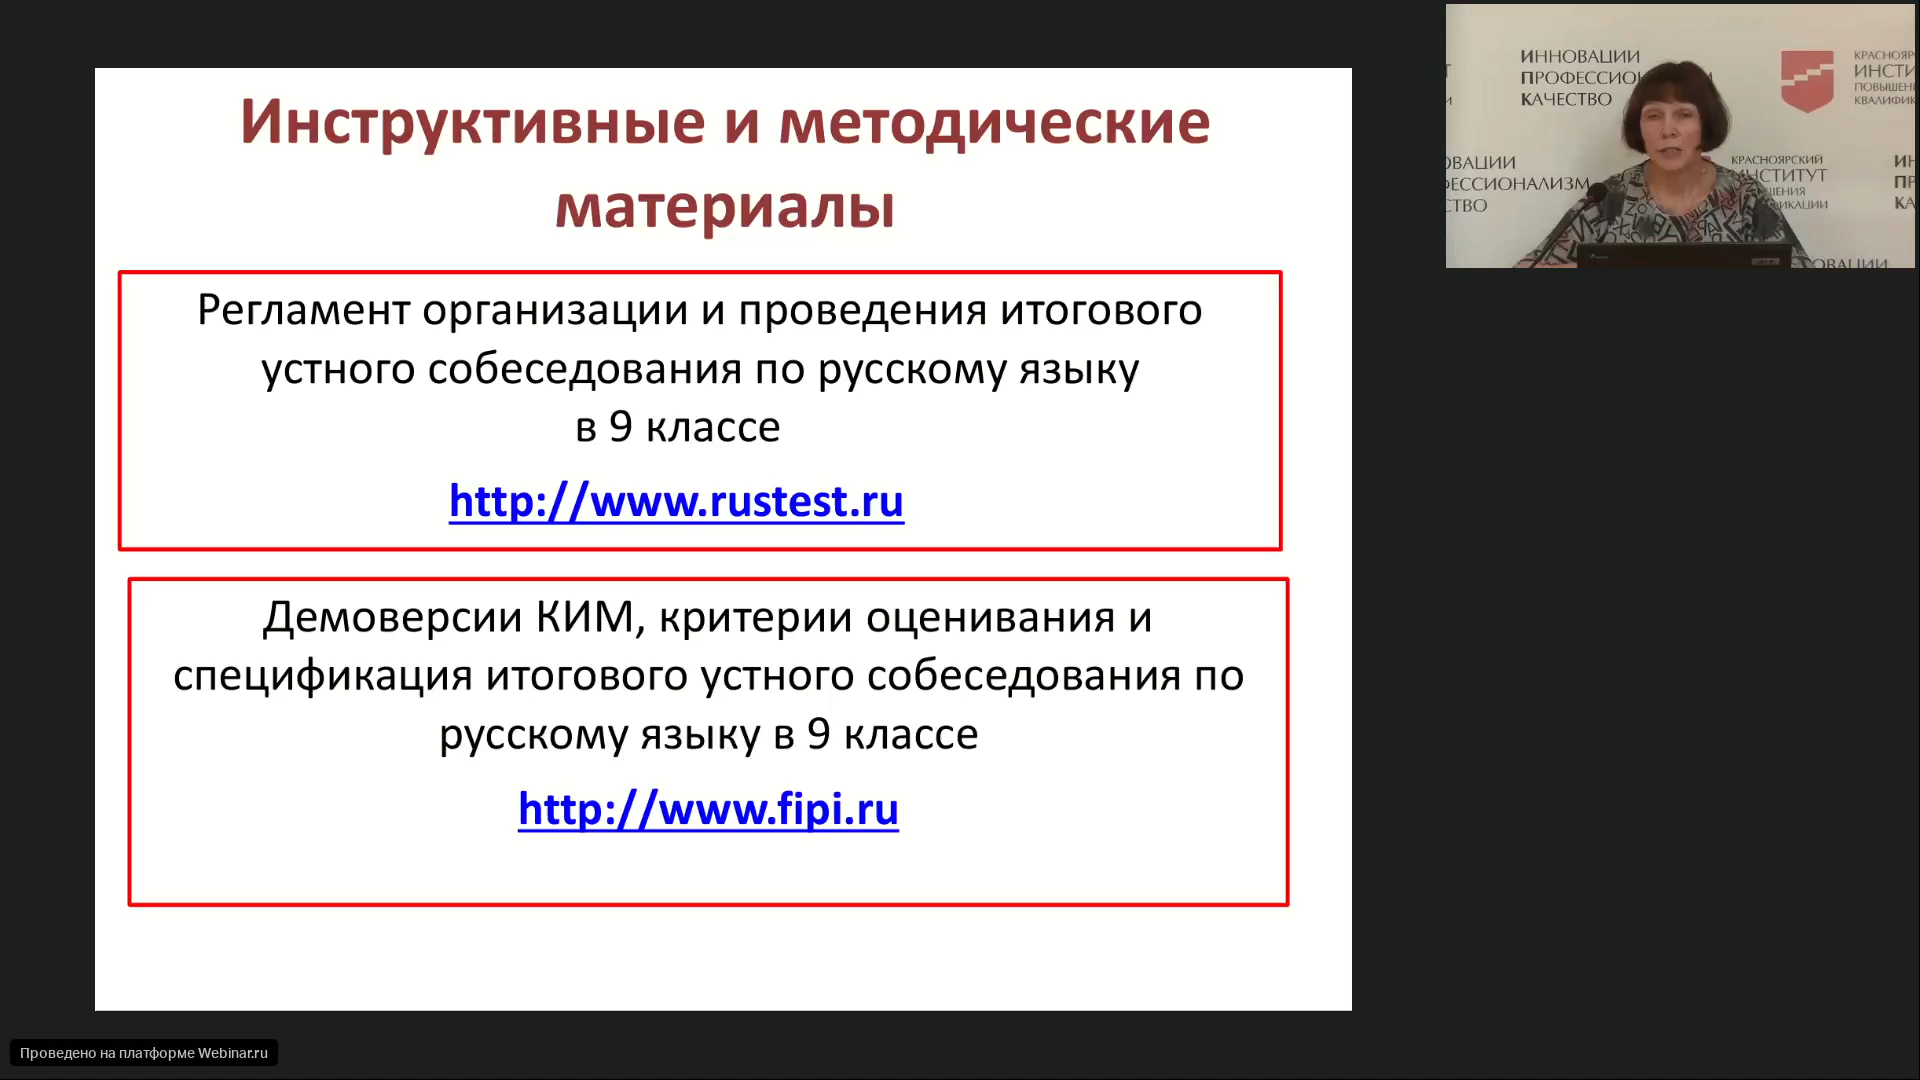 Инструктивные и методические
материалы
Регламент организации и проведения итогового
устного собеседования по русскому языку
в 9 классе
http://www.rustest.ru
Демоверсии КИМ, критерии оценивания и
спецификация итогового устного собеседования по
русскому языку в 9 классе
http://www.fipi.ru
ИННОВАЦИИ
КАЧЕСТВО
КРАСНОЯРСКИЙ
ИНСТИТУТ
Проведено на платформе Webinar.ru